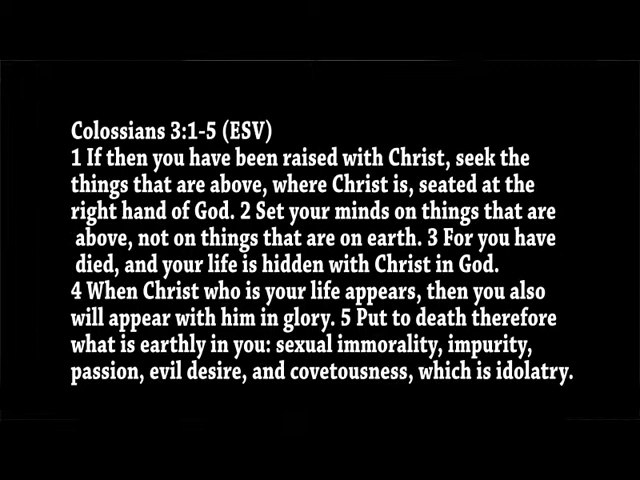 Colossians 3:1-5 (ESV)
1 If then you have been raised with Christ, seek the
things that are above, where Christ is, seated at the
right hand of God. 2 Set your minds on things that are
above, not on things that are on earth. 3 For you have
died, and your life is hidden with Christ in God.
4 When Christ who is your life appears, then you also
will appear with him in glory. 5 Put to death therefore
what is earthly in you: sexual immorality, impurity,
passion, evil desire, and covetousness, which is idolatry.